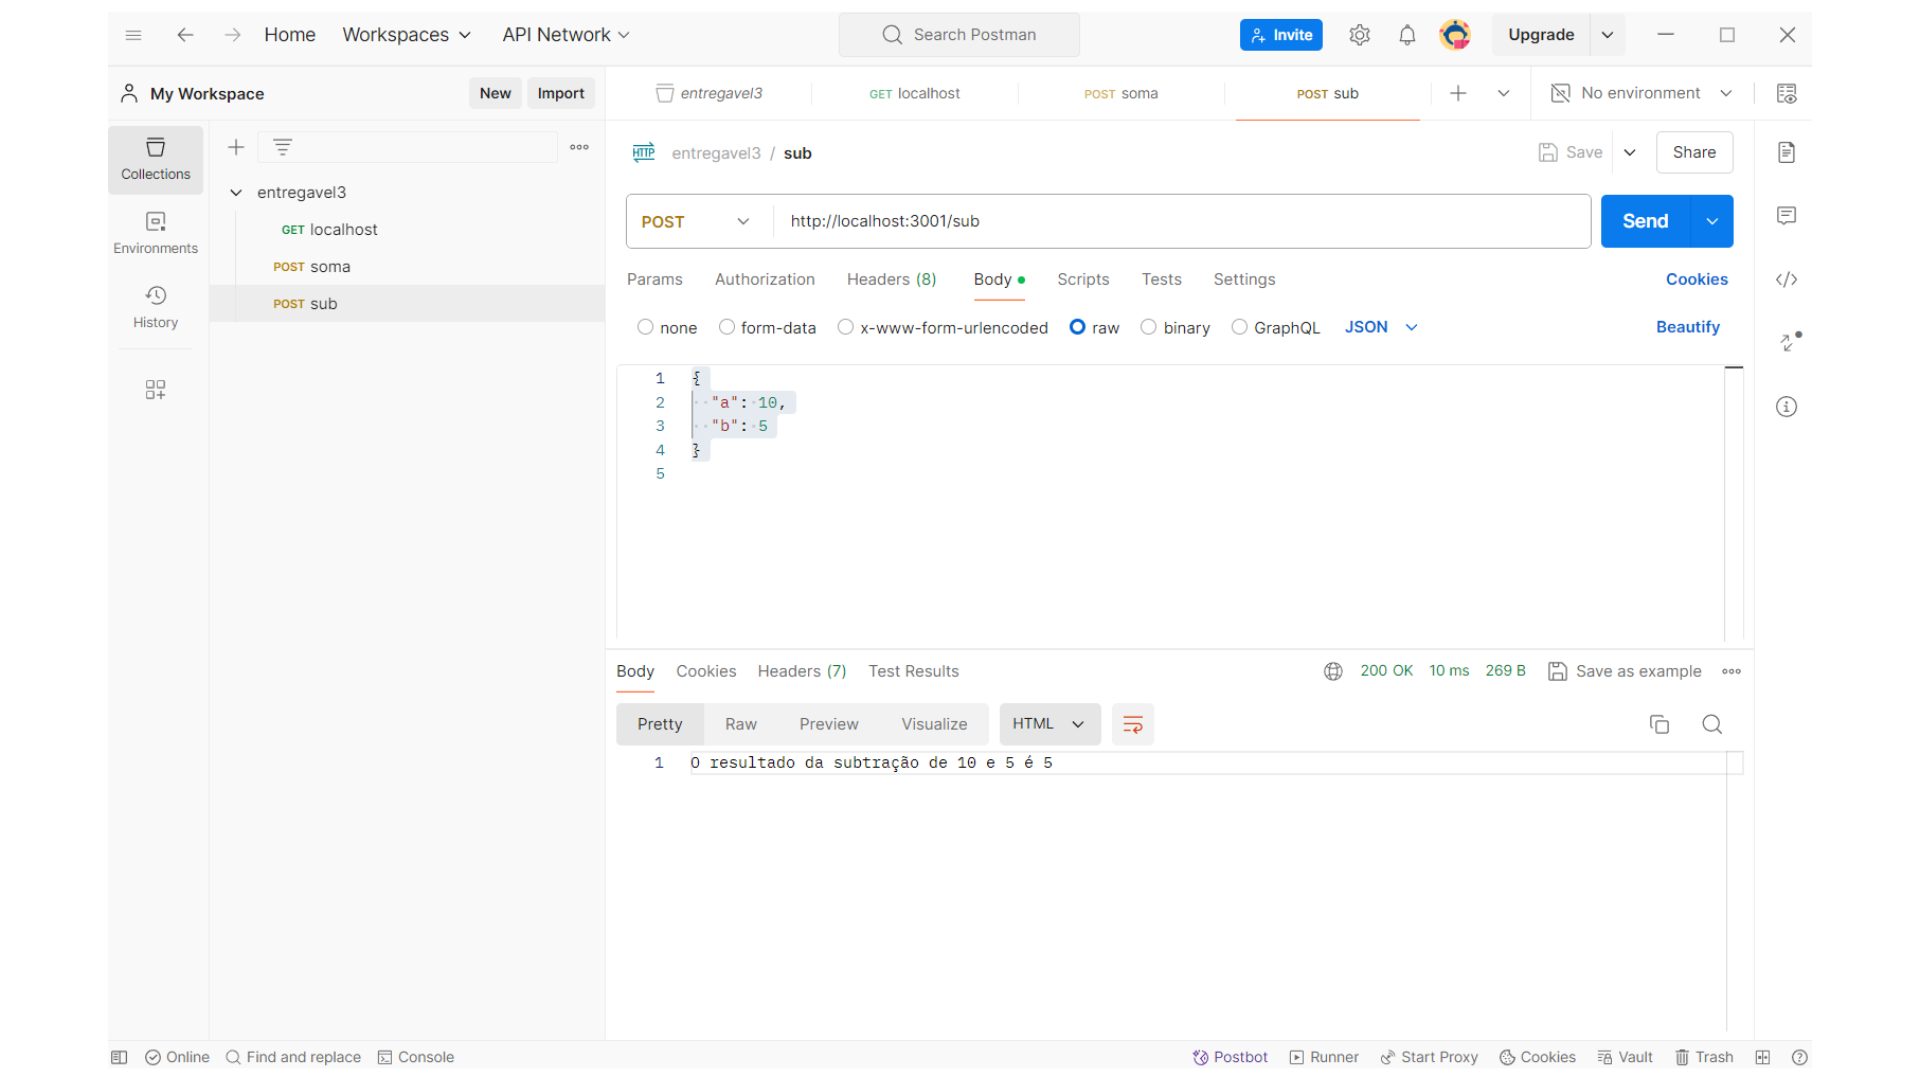 Home Workspaces API Network Search Postman Invite Upgrade
My Workspace New Import entregavel3 GET localhost POST soma POST sub No environment
Collections
Environments
History
entregavel3
GET localhost
POST soma
POST sub
HTTP entregavel3 / sub Save Share
POST http://localhost:3001/sub Send
Params Authorization Headers (8) Body Scripts Tests Settings Cookies
none form-data x-www-form-urlencoded raw binary GraphQL JSON Beautify
1 {
2 "a": 10,
3 "b": 5
4 }
5
Body Cookies Headers (7) Test Results 200 OK 10 ms 269 B Save as example
Pretty Raw Preview Visualize HTML
1 O resultado da subtração de 10 e 5 é 5
Online Find and replace Console Postbot Runner Start Proxy Cookies Vault Trash